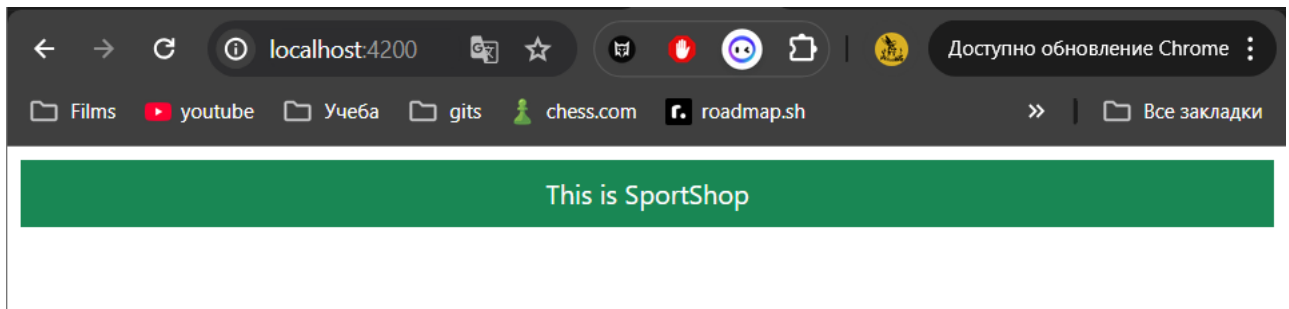 localhost:4200
Доступно обновление Chrome
Films youtube Учеба gits chess.com r. roadmap.sh » Все закладки
This is SportShop